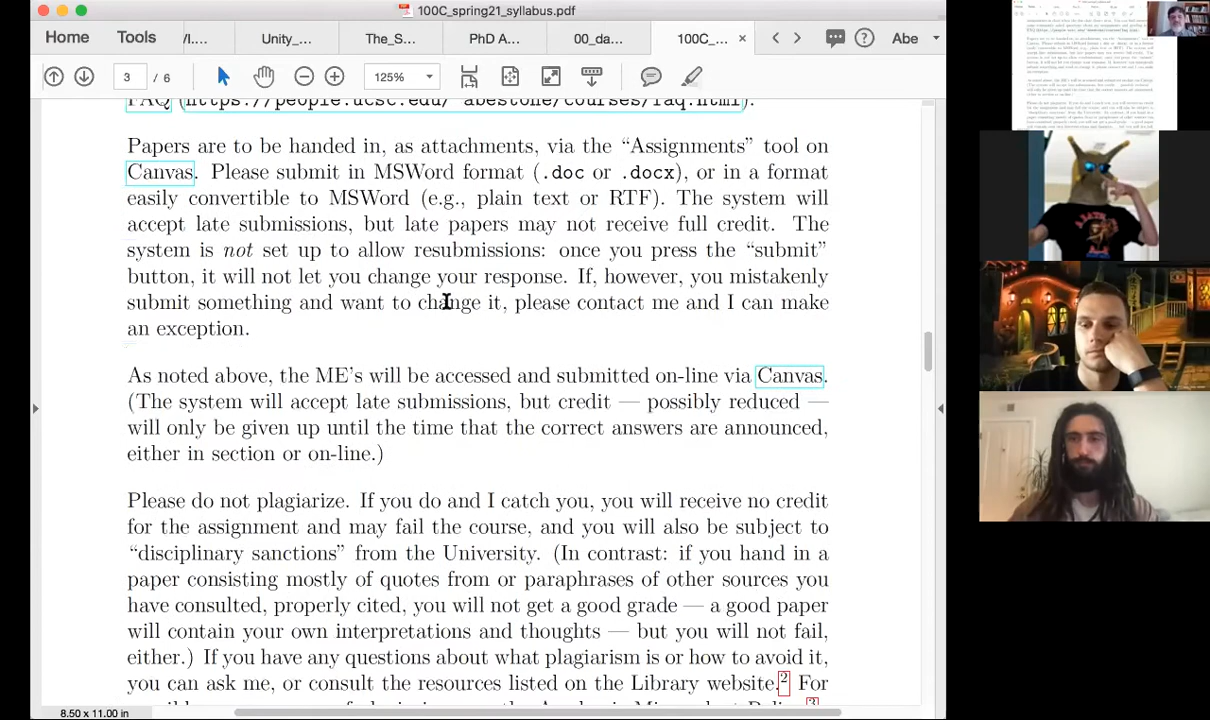 100C_spring21_syllabus.pdf
Home Tools /I.... Unity_... PHILA... da... 100C_... Abe
3 / 6 125%
FAQ
Papers are to be handed in, as attachments, via the “Assignments” tool on
Canvas. Please submit in MSWord format (.doc or .docx), or in a format
easily convertible to MSWord (e.g., plain text or RTF). The system will
accept late submissions, but late papers may not receive full credit. The
system is not set up to allow resubmissions: once you press the “submit”
button, it will not let you change your response. If, however, you mistakenly
submit something and want to change it, please contact me and I can make
an exception.
As noted above, the ME’s will be accessed and submitted on-line via Canvas.
(The system will accept late submissions, but credit — possibly reduced —
will only be given up until the time that the correct answers are announced,
either in section or on-line.)
Please do not plagiarize. If you do and I catch you, you will receive no credit
for the assignment and may fail the course, and you will also be subject to
“disciplinary sanctions” from the University. (In contrast: if you hand in a
paper consisting mostly of quotes from or paraphrases of other sources you
have consulted, properly cited, you will not get a good grade — a good paper
will contain your own interpretations and thoughts — but you will not fail,
either.) If you have any questions about what plagiarism is or how to avoid it,
you can ask me, or consult the resources listed on the Library website.2 For
8.50 x 11.00 in